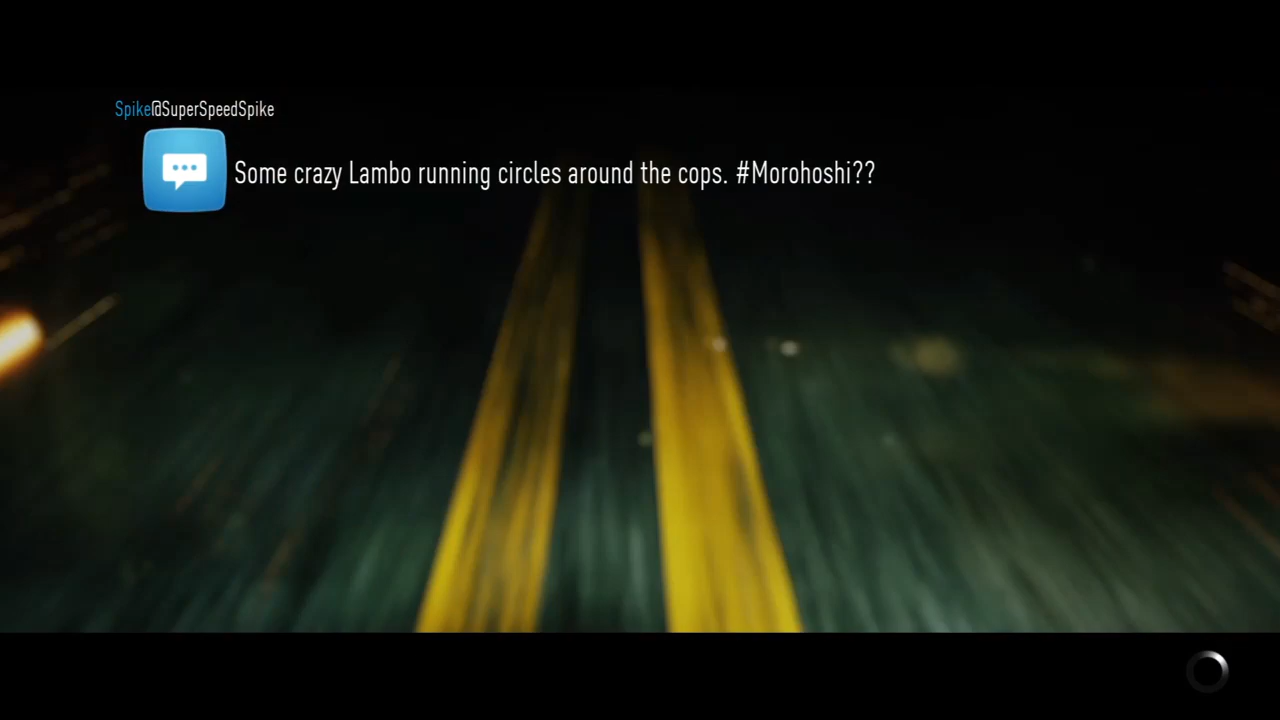 Spike@SuperSpeedSpike
Some crazy Lambo running circles around the cops. #Morohoshi??